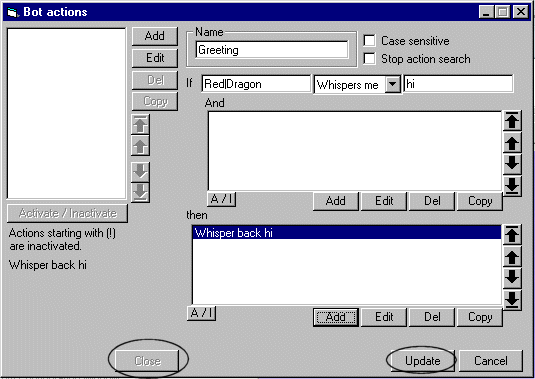 Bot actions
Add
Edit
Del
Copy
Activate / Inactivate
Actions starting with (!)
are inactivated.
Whisper back hi
Name
Greeting
Case sensitive
Stop action search
If Red|Dragon Whispers me hi
And
A / I Add Edit Del Copy
then
Whisper back hi
A / I Add Edit Del Copy
Close Update Cancel